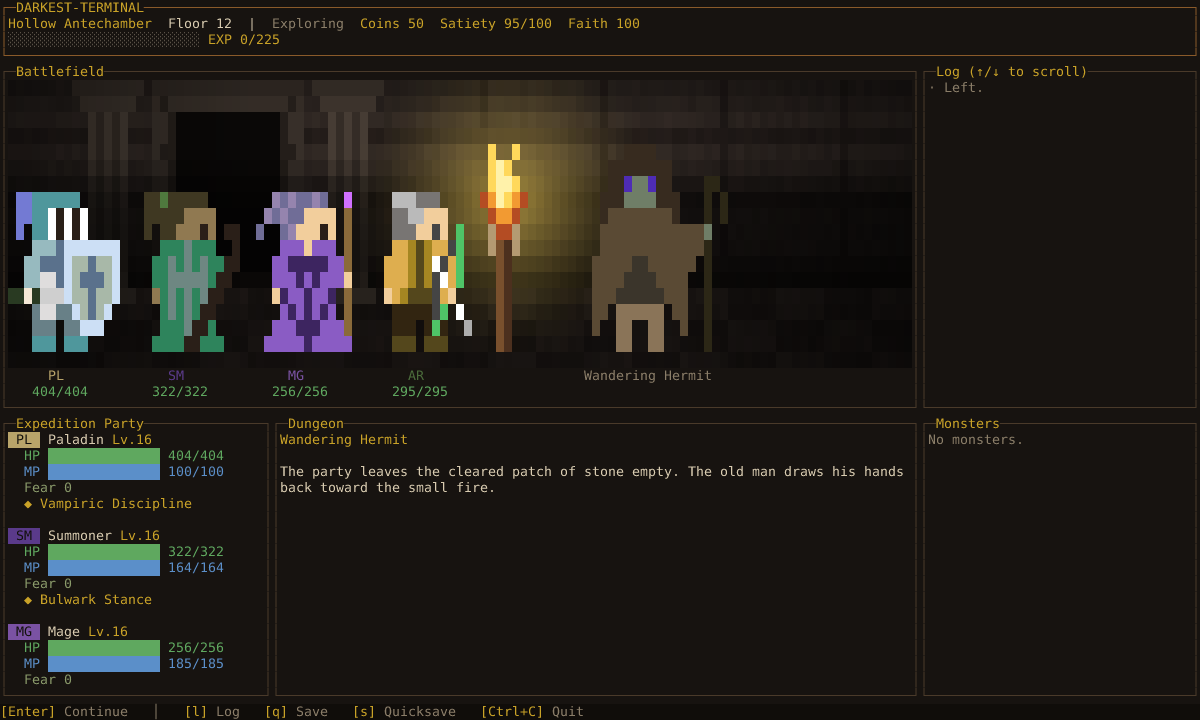 DARKEST-TERMINAL
Hollow Antechamber  Floor 12  |  Exploring  Coins 50  Satiety 95/100  Faith 100
EXP 0/225
Battlefield
PL SM MG AR Wandering Hermit
404/404 322/322 256/256 295/295
Log (↑/↓ to scroll)
· Left.
Expedition Party
PL Paladin Lv.16
HP 404/404
MP 100/100
Fear 0
◆ Vampiric Discipline
SM Summoner Lv.16
HP 322/322
MP 164/164
Fear 0
◆ Bulwark Stance
MG Mage Lv.16
HP 256/256
MP 185/185
Fear 0
Dungeon
Wandering Hermit
The party leaves the cleared patch of stone empty. The old man draws his hands
back toward the small fire.
Monsters
No monsters.
[Enter] Continue | [l] Log [q] Save [s] Quicksave [Ctrl+C] Quit